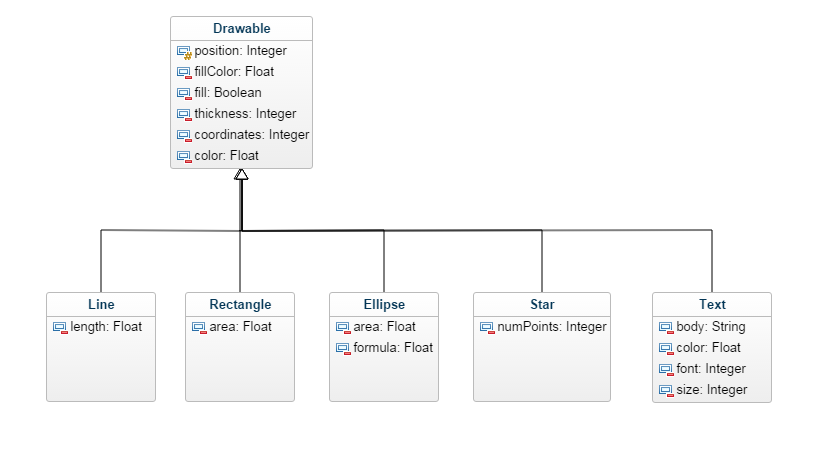 Drawable
position: Integer
fillColor: Float
fill: Boolean
thickness: Integer
coordinates: Integer
color: Float
Line
length: Float
Rectangle
area: Float
Ellipse
area: Float
formula: Float
Star
numPoints: Integer
Text
body: String
color: Float
font: Integer
size: Integer